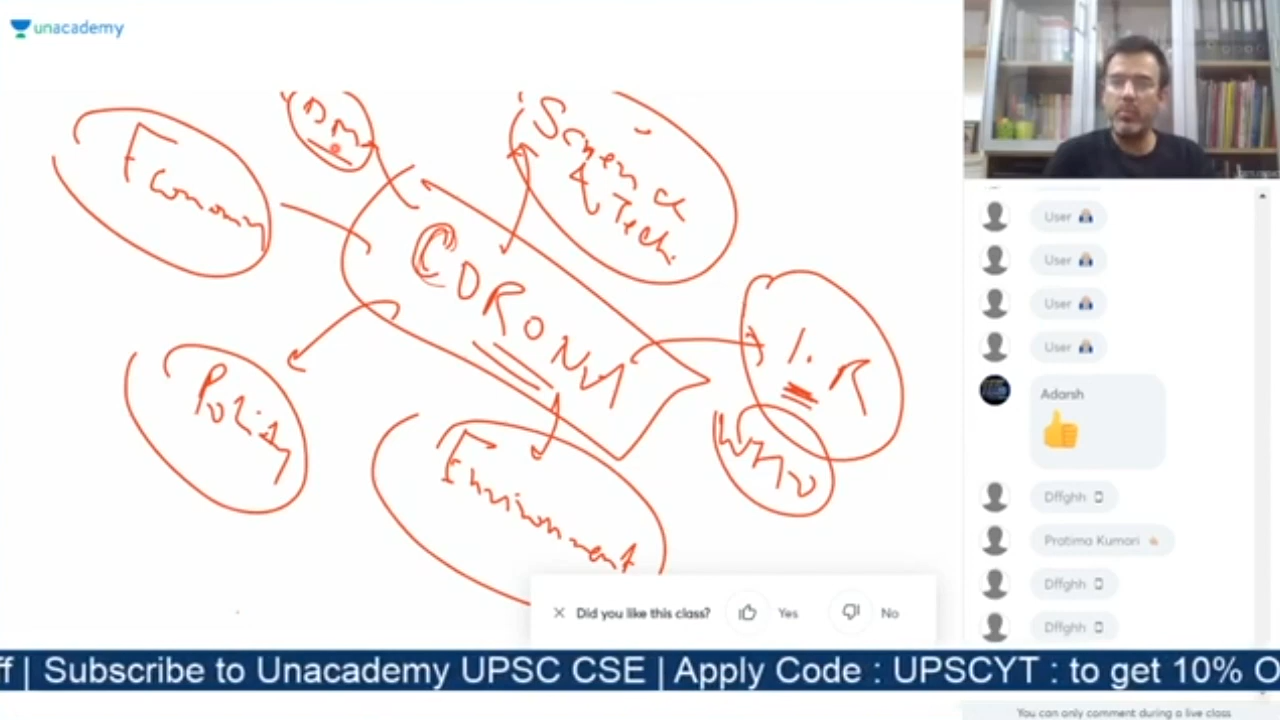 unacademy
DM
Science
& Tech.
Economy
CORONA
I.R
WHO
Polity
Environment
User
User
User
User
Adarsh
Dffghh
Pratima Kumari
Dffghh
Dffghh
Did you like this class? Yes No
ff | Subscribe to Unacademy UPSC CSE | Apply Code : UPSCYT : to get 10% O
You can only comment during a live class